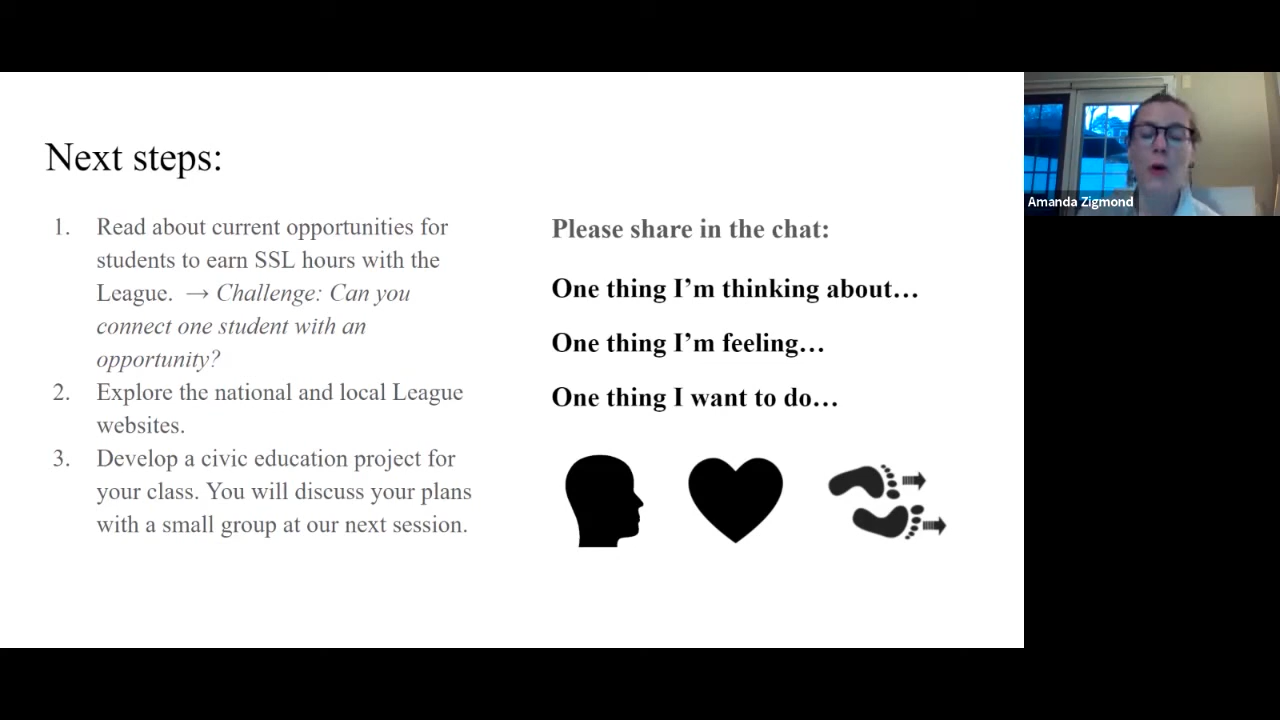 Next steps:
1. Read about current opportunities for
students to earn SSL hours with the
League. → Challenge: Can you
connect one student with an
opportunity?
2. Explore the national and local League
websites.
3. Develop a civic education project for
your class. You will discuss your plans
with a small group at our next session.
Please share in the chat:
One thing I’m thinking about…
One thing I’m feeling…
One thing I want to do…
Amanda Zigmond